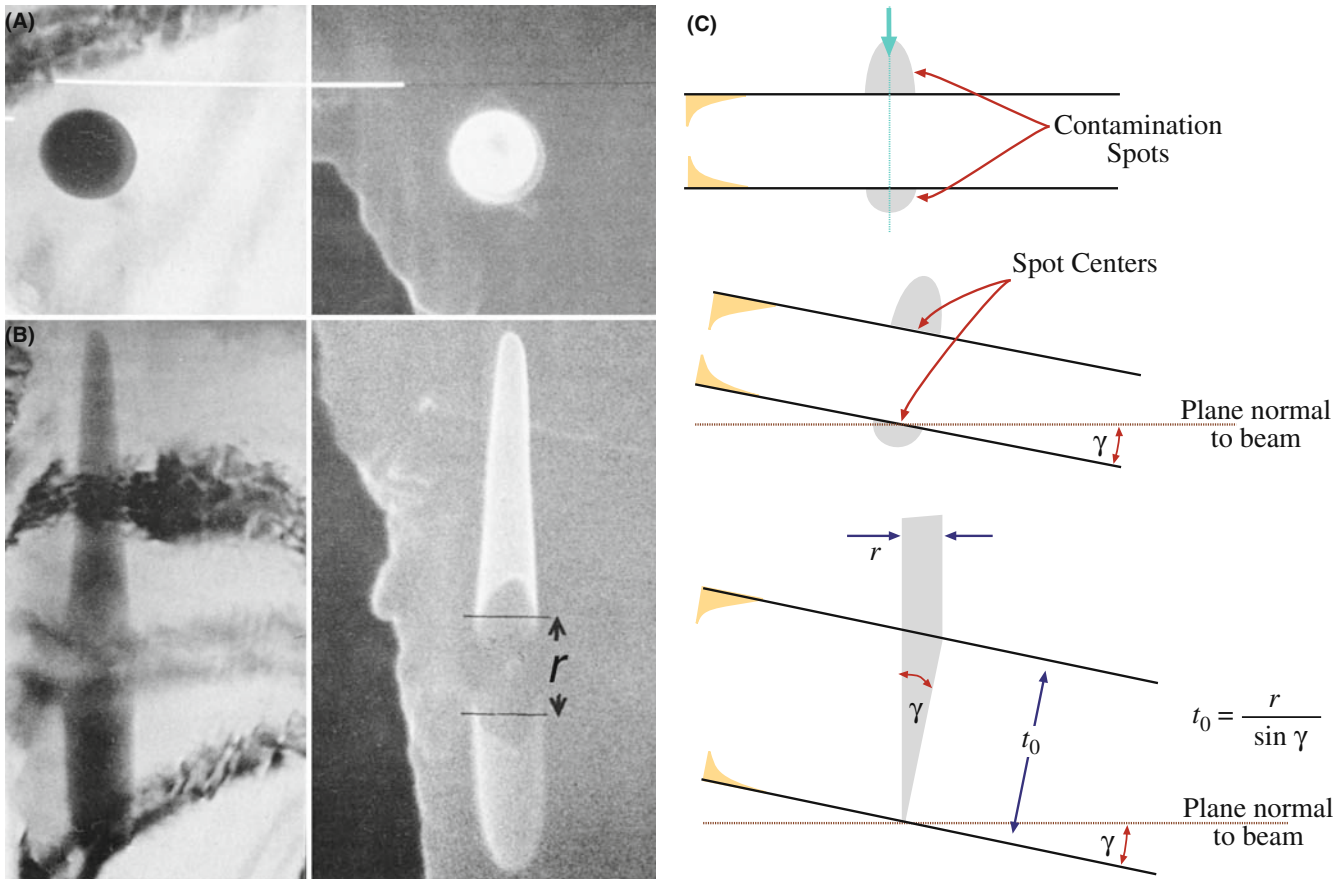 (A)
(B)
r
(C)
Contamination
Spots
Spot Centers
Plane normal
to beam
γ
r
γ
t₀
t₀ = r / sin γ
Plane normal
to beam
γ